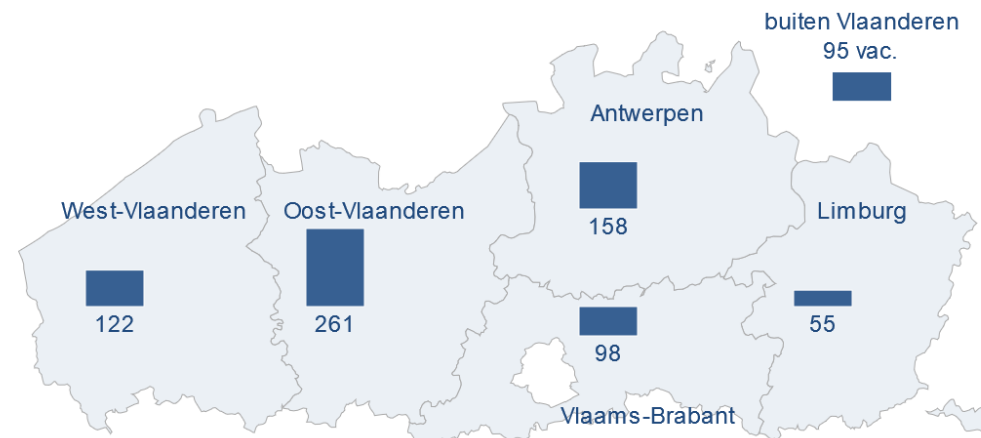 buiten Vlaanderen
95 vac.
Antwerpen
158
West-Vlaanderen
122
Oost-Vlaanderen
261
Limburg
55
98
Vlaams-Brabant